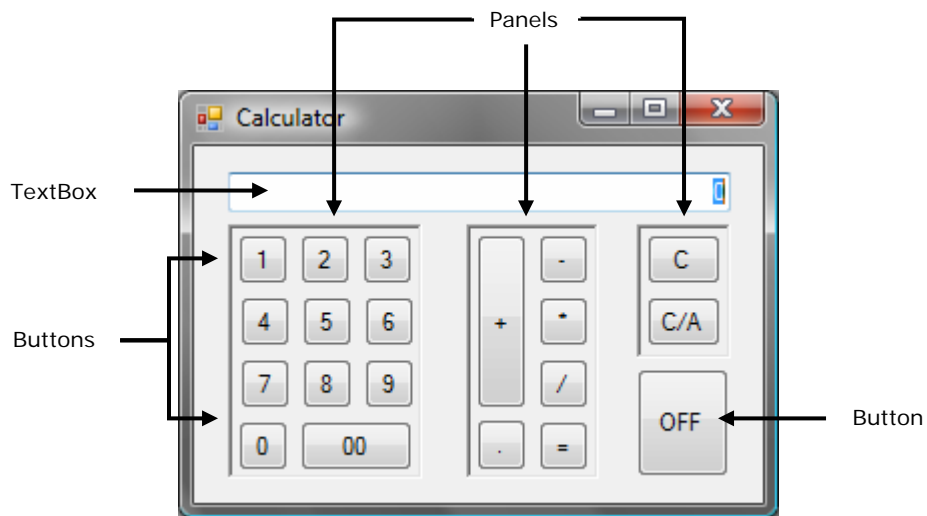 Panels
Calculator
TextBox
0
1 2 3 - C
4 5 6 + * C/A
Buttons
7 8 9 /
OFF
Button
0 00 . =